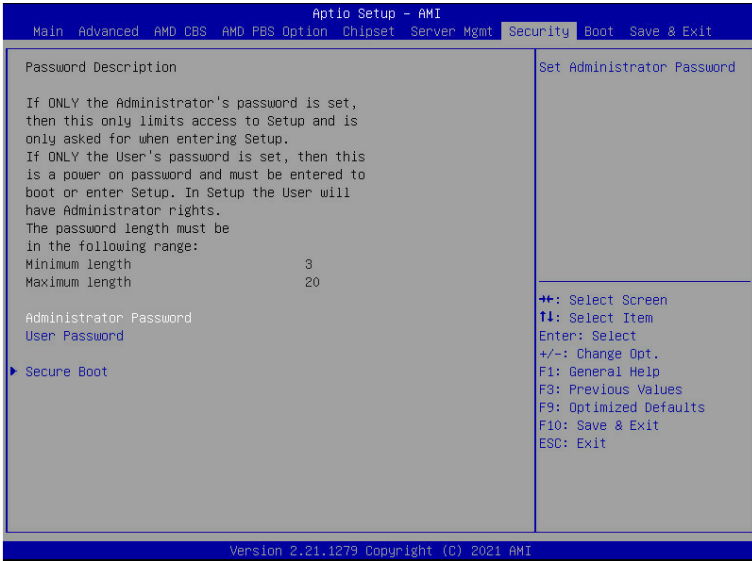 Aptio Setup – AMI
Main Advanced AMD CBS AMD PBS Option Chipset Server Mgmt Security Boot Save & Exit
Password Description
If ONLY the Administrator's password is set,
then this only limits access to Setup and is
only asked for when entering Setup.
If ONLY the User's password is set, then this
is a power on password and must be entered to
boot or enter Setup. In Setup the User will
have Administrator rights.
The password length must be
in the following range:
Minimum length 3
Maximum length 20
Administrator Password
User Password
Secure Boot
Set Administrator Password
→←: Select Screen
↑↓: Select Item
Enter: Select
+/-: Change Opt.
F1: General Help
F3: Previous Values
F9: Optimized Defaults
F10: Save & Exit
ESC: Exit
Version 2.21.1279 Copyright (C) 2021 AMI